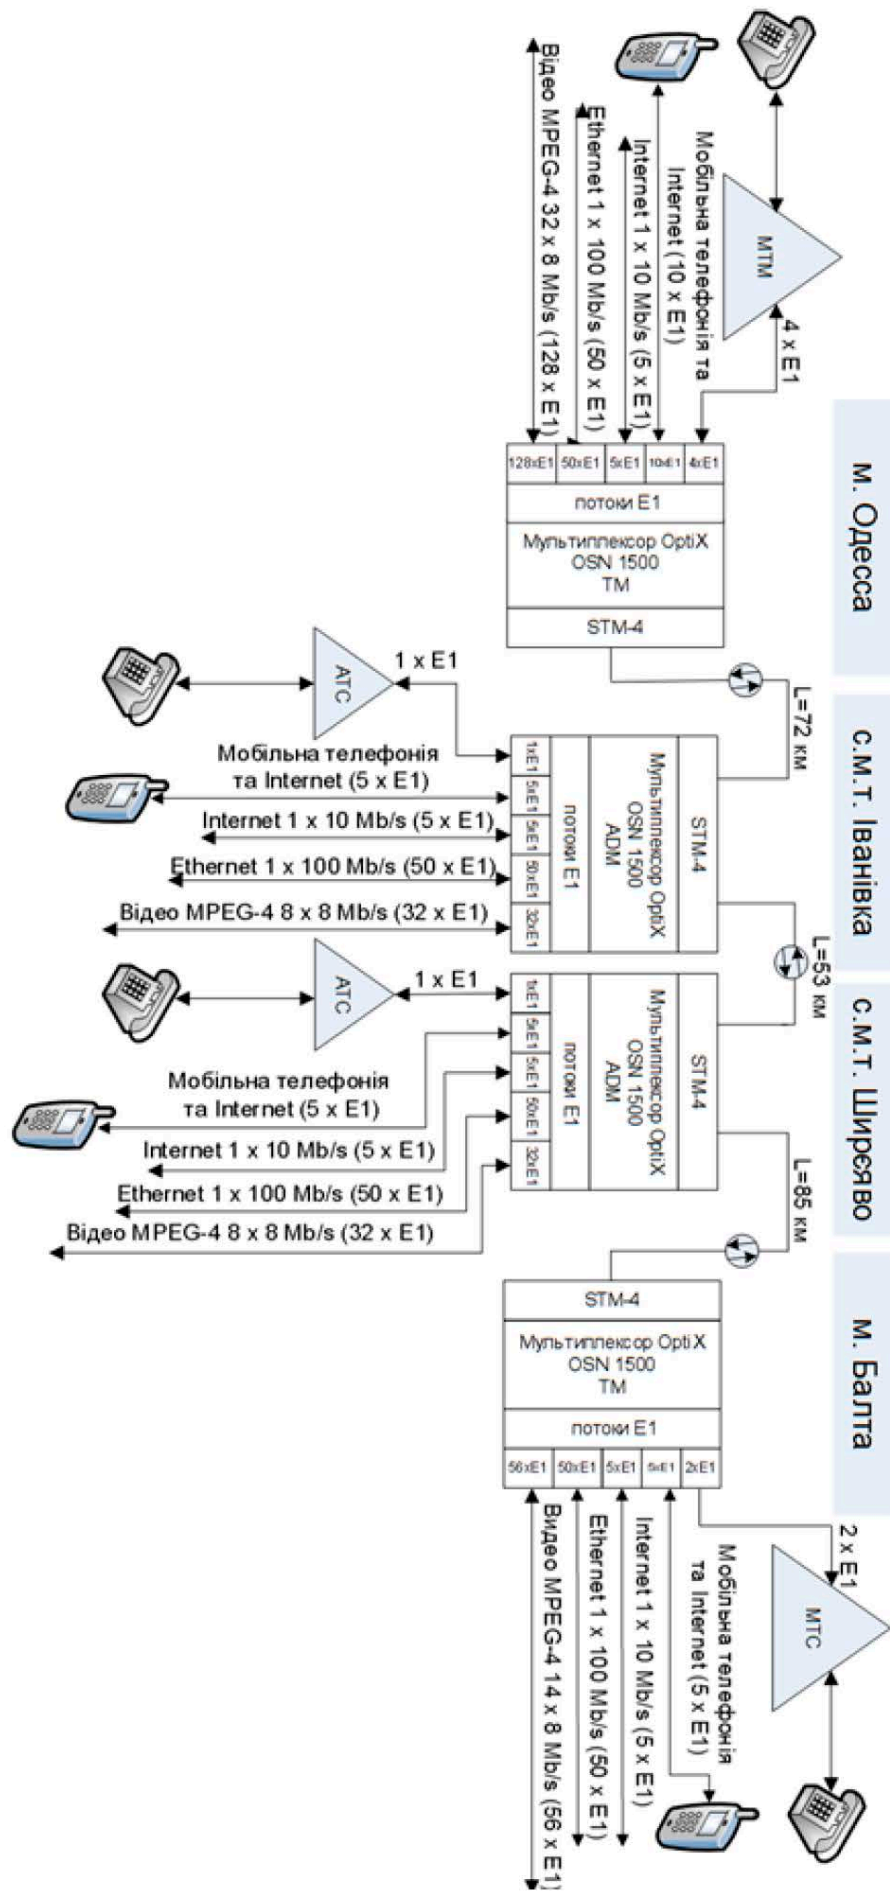 м. Одесса
с.м.т. Іванівка
с.м.т. Ширєяво
м. Балта
МТМ
4 x E1
Мобільна телефонія та
Internet (10 x E1)
Internet 1 x 10 Mb/s (5 x E1)
Ethernet 1 x 100 Mb/s (50 x E1)
Відео MPEG-4 32 x 8 Mb/s (128 x E1)
128xE1
50xE1
5xE1
10xE1
4xE1
потоки E1
Мультиплексор OptiX
OSN 1500
TM
STM-4
L=72 км
АТС
1 x E1
Мобільна телефонія
та Internet (5 x E1)
Internet 1 x 10 Mb/s (5 x E1)
Ethernet 1 x 100 Mb/s (50 x E1)
Відео MPEG-4 8 x 8 Mb/s (32 x E1)
1xE1
5xE1
5xE1
50xE1
32xE1
потоки E1
Мультиплексор OptiX
OSN 1500
ADM
STM-4
L=53 км
АТС
1 x E1
Мобільна телефонія
та Internet (5 x E1)
Internet 1 x 10 Mb/s (5 x E1)
Ethernet 1 x 100 Mb/s (50 x E1)
Відео MPEG-4 8 x 8 Mb/s (32 x E1)
1xE1
5xE1
5xE1
50xE1
32xE1
потоки E1
Мультиплексор OptiX
OSN 1500
ADM
STM-4
L=85 км
STM-4
Мультиплексор OptiX
OSN 1500
TM
потоки E1
56xE1
50xE1
5xE1
5xE1
2xE1
2 x E1
МТС
Мобільна телефонія
та Internet (5 x E1)
Internet 1 x 10 Mb/s (5 x E1)
Ethernet 1 x 100 Mb/s (50 x E1)
Видео MPEG-4 14 x 8 Mb/s (56 x E1)